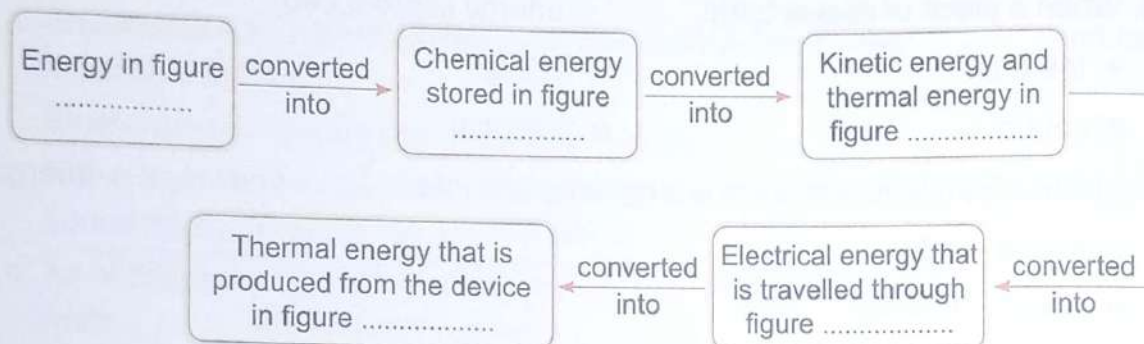 Energy in figure
..................
converted
into
Chemical energy
stored in figure
..................
converted
into
Kinetic energy and
thermal energy in
figure ..................
converted
into
Electrical energy that
is travelled through
figure ..................
converted
into
Thermal energy that is
produced from the device
in figure ..................